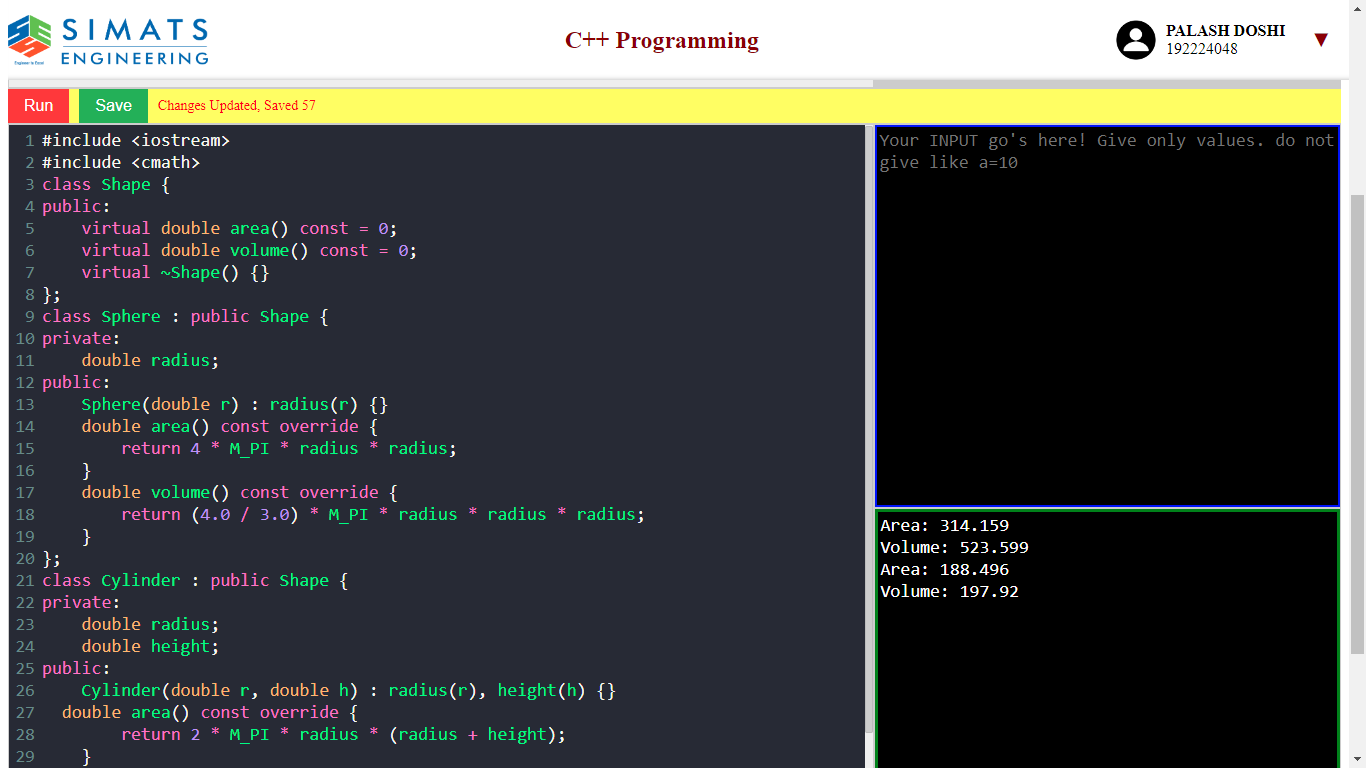 SIMATS
ENGINEERING
Engineer to Excel
C++ Programming
PALASH DOSHI
192224048
▼
Run Save Changes Updated, Saved 57
1 #include <iostream>
2 #include <cmath>
3 class Shape {
4 public:
5     virtual double area() const = 0;
6     virtual double volume() const = 0;
7     virtual ~Shape() {}
8 };
9 class Sphere : public Shape {
10 private:
11     double radius;
12 public:
13     Sphere(double r) : radius(r) {}
14     double area() const override {
15         return 4 * M_PI * radius * radius;
16     }
17     double volume() const override {
18         return (4.0 / 3.0) * M_PI * radius * radius * radius;
19     }
20 };
21 class Cylinder : public Shape {
22 private:
23     double radius;
24     double height;
25 public:
26     Cylinder(double r, double h) : radius(r), height(h) {}
27   double area() const override {
28         return 2 * M_PI * radius * (radius + height);
29     }
Your INPUT go's here! Give only values. do not
give like a=10
Area: 314.159
Volume: 523.599
Area: 188.496
Volume: 197.92